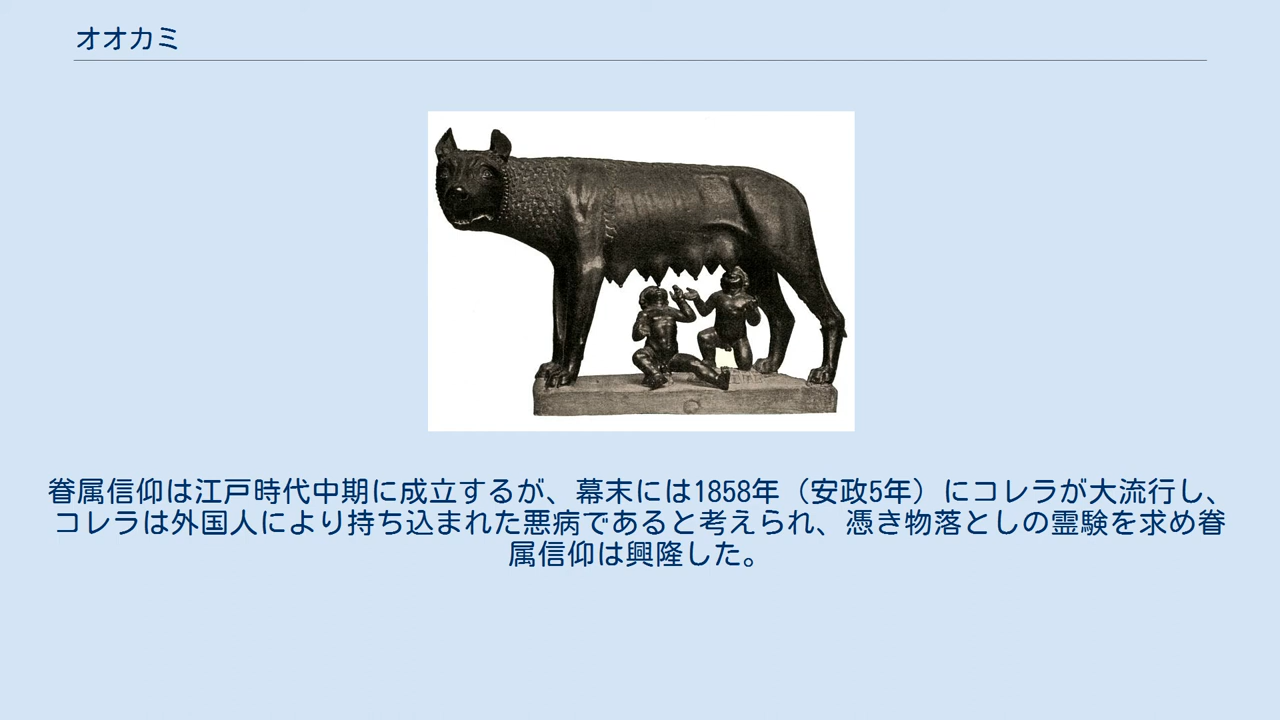 オオカミ
眷属信仰は江戸時代中期に成立するが、幕末には1858年（安政5年）にコレラが大流行し、
コレラは外国人により持ち込まれた悪病であると考えられ、憑き物落としの霊験を求め眷
属信仰は興隆した。